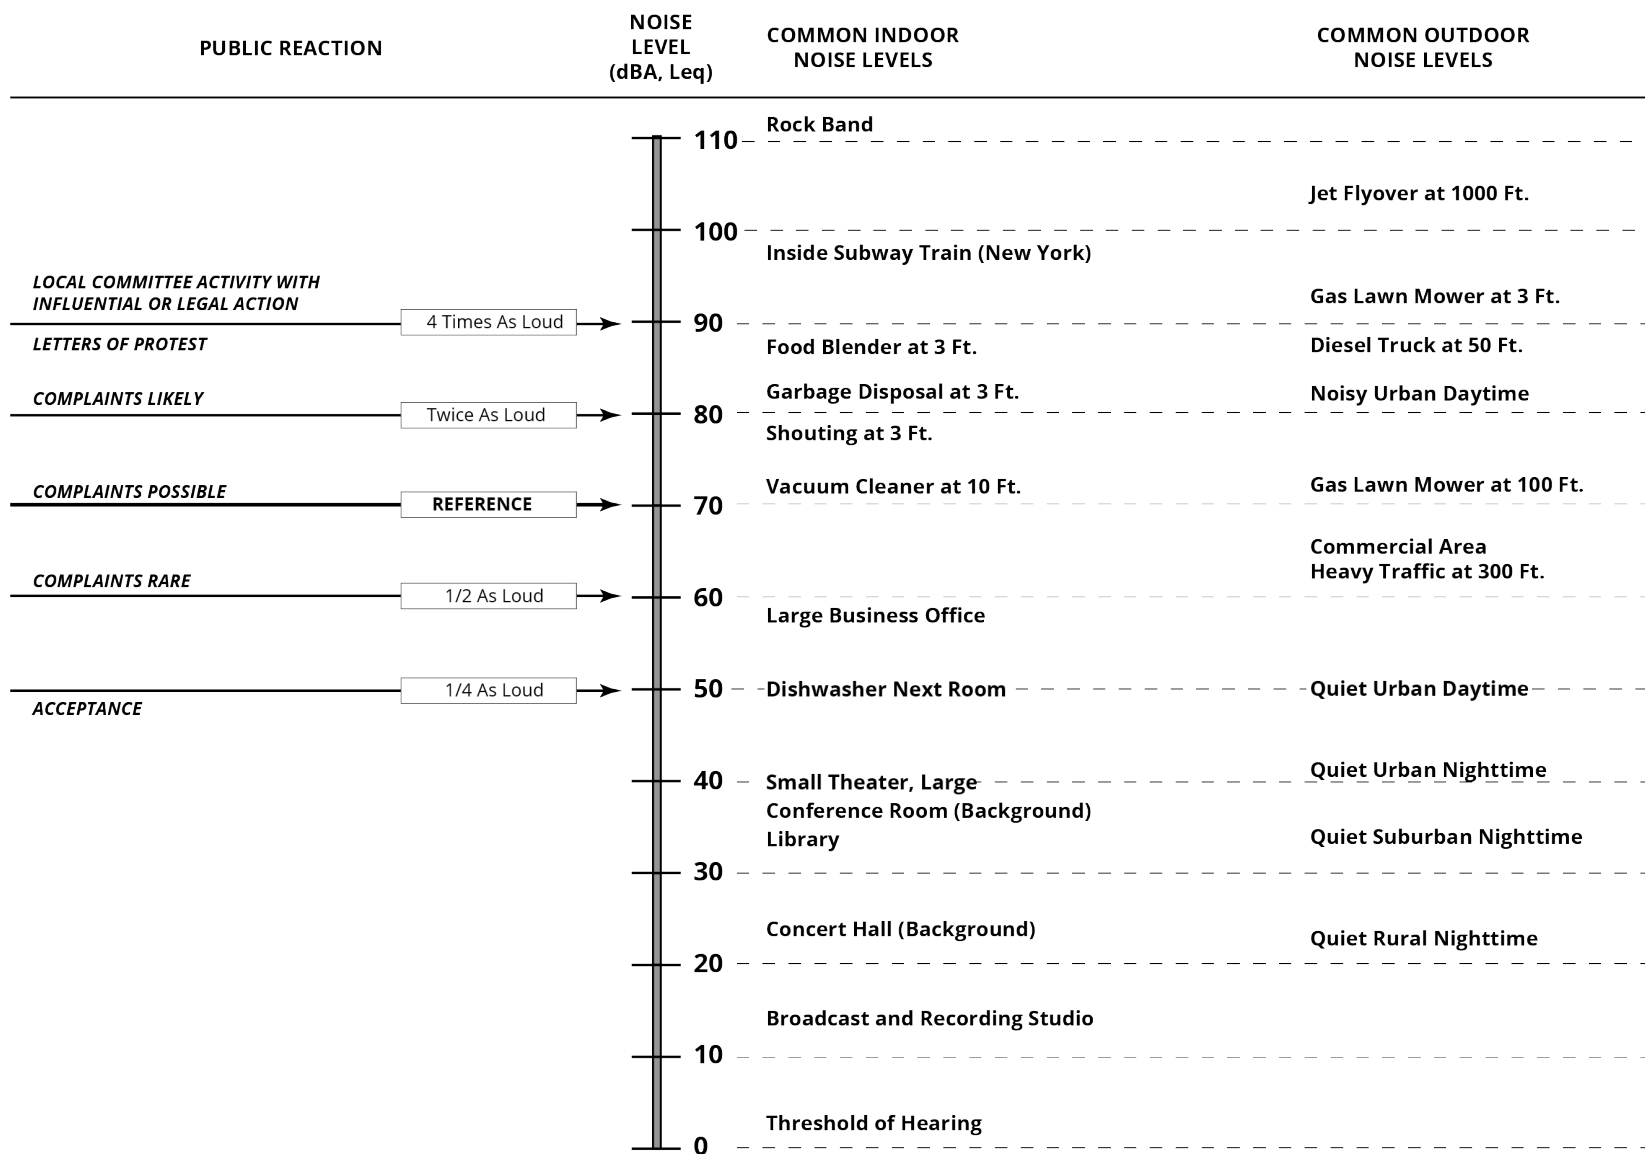 PUBLIC REACTION
NOISE
LEVEL
(dBA, Leq)
COMMON INDOOR
NOISE LEVELS
COMMON OUTDOOR
NOISE LEVELS
Rock Band
110
Jet Flyover at 1000 Ft.
100
Inside Subway Train (New York)
LOCAL COMMITTEE ACTIVITY WITH
INFLUENTIAL OR LEGAL ACTION
Gas Lawn Mower at 3 Ft.
4 Times As Loud
90
LETTERS OF PROTEST
Food Blender at 3 Ft.
Diesel Truck at 50 Ft.
COMPLAINTS LIKELY
Garbage Disposal at 3 Ft.
Noisy Urban Daytime
Twice As Loud
80
Shouting at 3 Ft.
COMPLAINTS POSSIBLE
Vacuum Cleaner at 10 Ft.
Gas Lawn Mower at 100 Ft.
REFERENCE
70
Commercial Area
Heavy Traffic at 300 Ft.
COMPLAINTS RARE
1/2 As Loud
60
Large Business Office
1/4 As Loud
50
Dishwasher Next Room
Quiet Urban Daytime
ACCEPTANCE
Quiet Urban Nighttime
40
Small Theater, Large
Conference Room (Background)
Library
Quiet Suburban Nighttime
30
Concert Hall (Background)
Quiet Rural Nighttime
20
Broadcast and Recording Studio
10
Threshold of Hearing
0